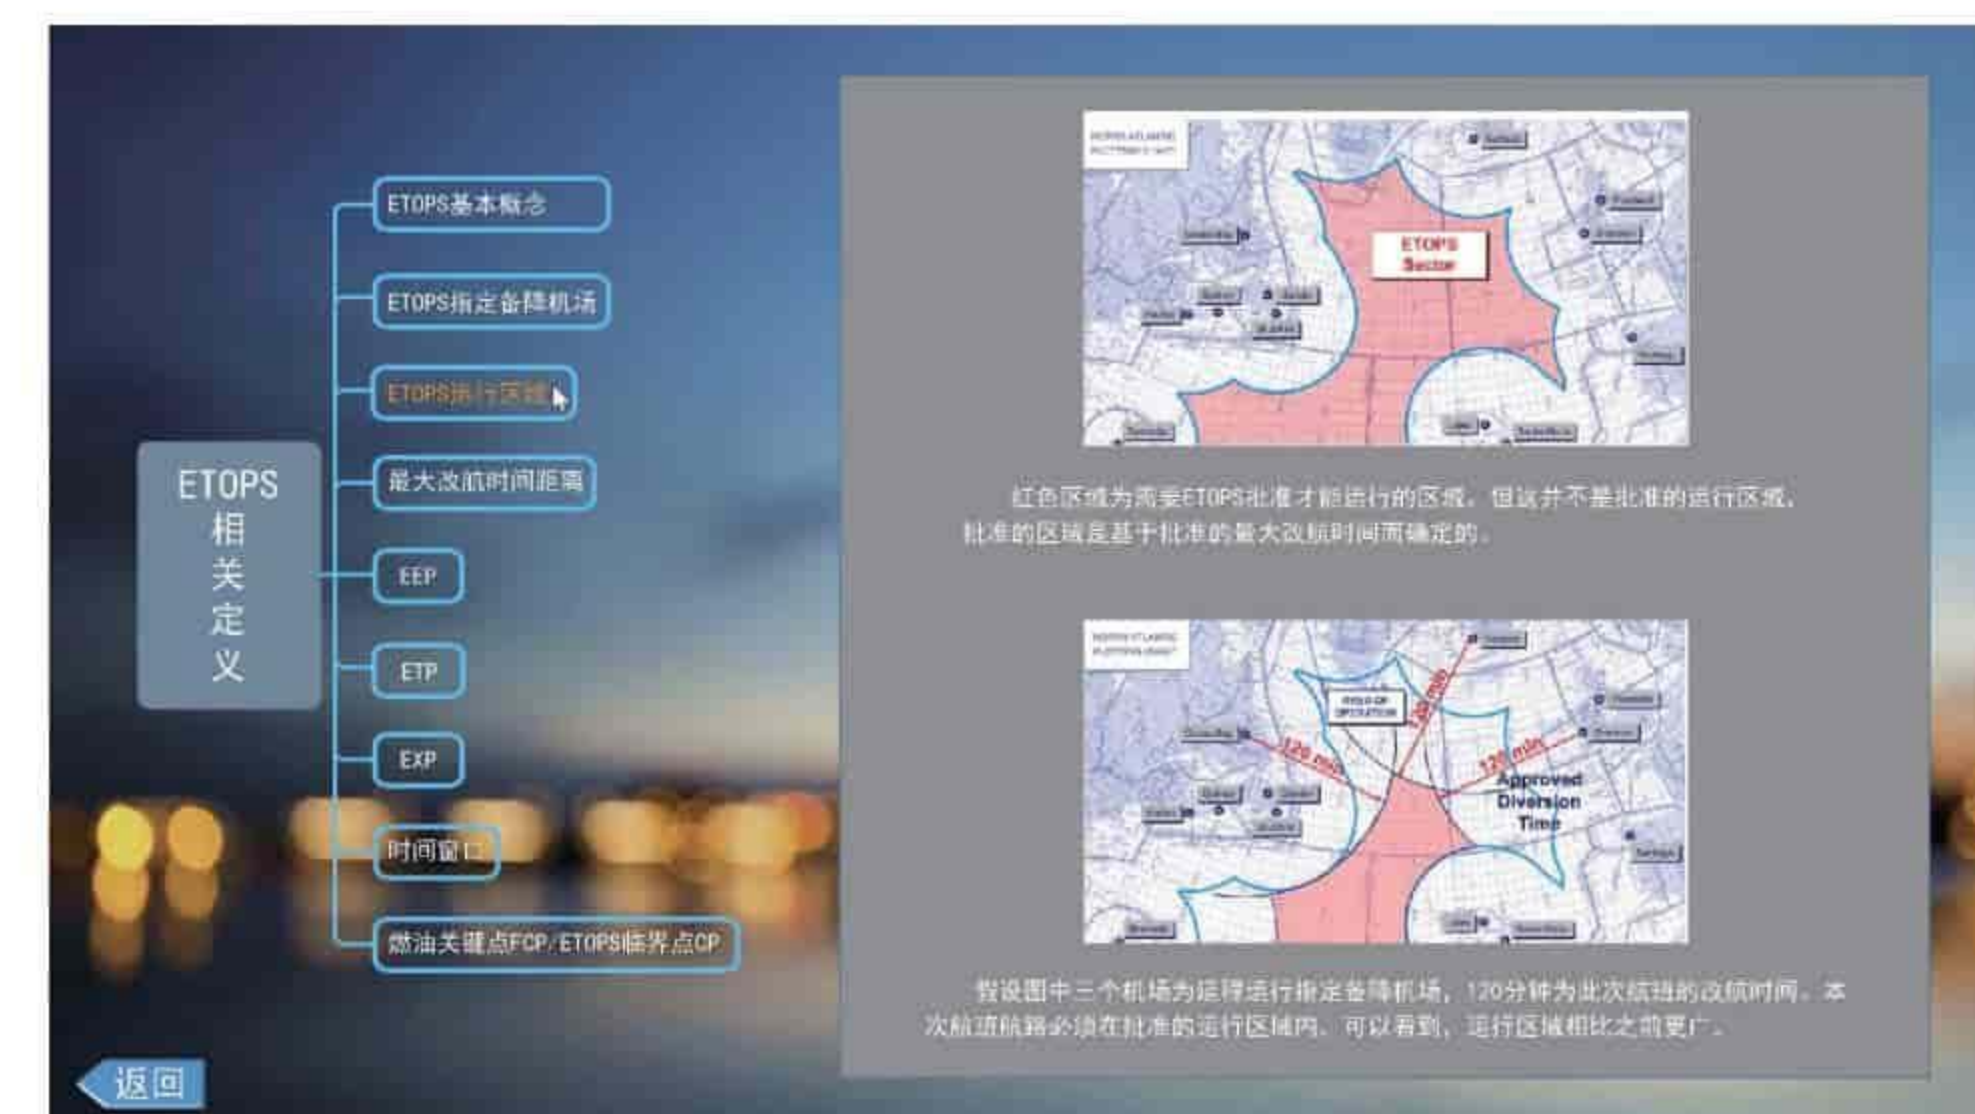 ETOPS
相
关
定
义
ETOPS基本概念
ETOPS指定备降机场
ETOPS运行区域
最大改航时间距离
EEP
ETP
EXP
时间窗口
燃油关键点FCP/ETOPS临界点CP
返回
ETOPS
Sector
红色区域为需要ETOPS批准才能运行的区域，但这并不是批准的运行区域，
批准的区域是基于批准的最大改航时间而确定的。
120 min
120 min
120 min
Approved
Diversion
Time
假设图中三个机场为延程运行指定备降机场，120分钟为此次航班的改航时间。本
次航班航路必须在批准的运行区域内。可以看到，运行区域相比之前更广。